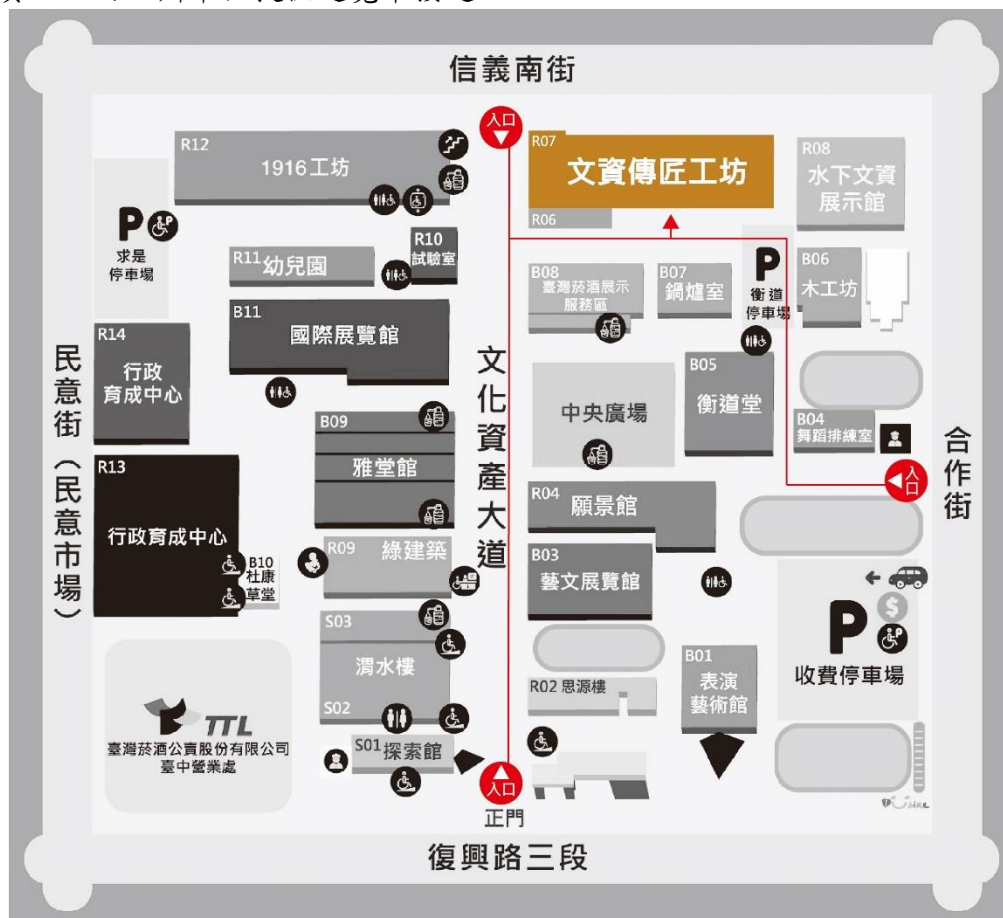 信義南街
入口
R12
1916工坊
R07
文資傳匠工坊
R06
R08
水下文資
展示館
P
求是
停車場
R11 幼兒園
R10
試驗室
B08
臺灣菸酒展示
服務區
B07
鍋爐室
P
衡道
停車場
B06
木工坊
B11
國際展覽館
R14
行政
育成中心
民意街（民意市場）
文化資產大道
中央廣場
B05
衡道堂
B04
舞蹈排練室
合作街
入口
B09
雅堂館
R13
行政育成中心
B10
杜康
草堂
R09 綠建築
R04 願景館
B03
藝文展覽館
P
$
收費停車場
S03
渭水樓
S02
R02 思源樓
B01
表演
藝術館
TTL
臺灣菸酒公賣股份有限公司
臺中營業處
S01 探索館
入口
正門
復興路三段